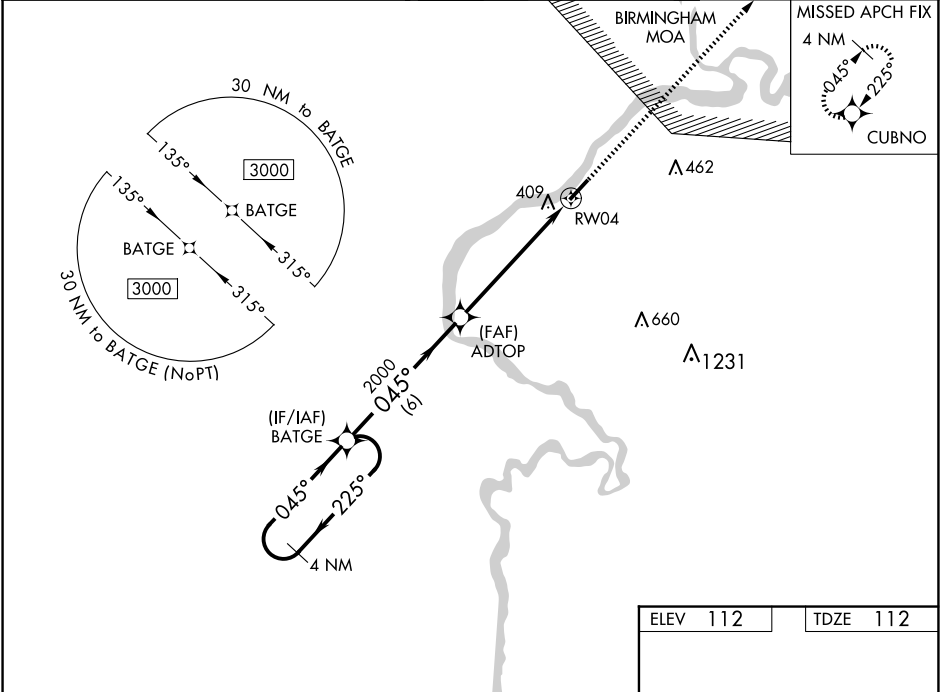 BIRMINGHAM
MOA
MISSED APCH FIX
4 NM
045°
225°
CUBNO
30 NM to BATGE
135°
3000
BATGE
315°
135°
BATGE
3000
315°
30 NM to BATGE (NoPT)
409
462
RW04
660
1231
(FAF)
ADTOP
2000
045°
(6)
(IF/IAF)
BATGE
045°
225°
4 NM
ELEV 112
TDZE 112